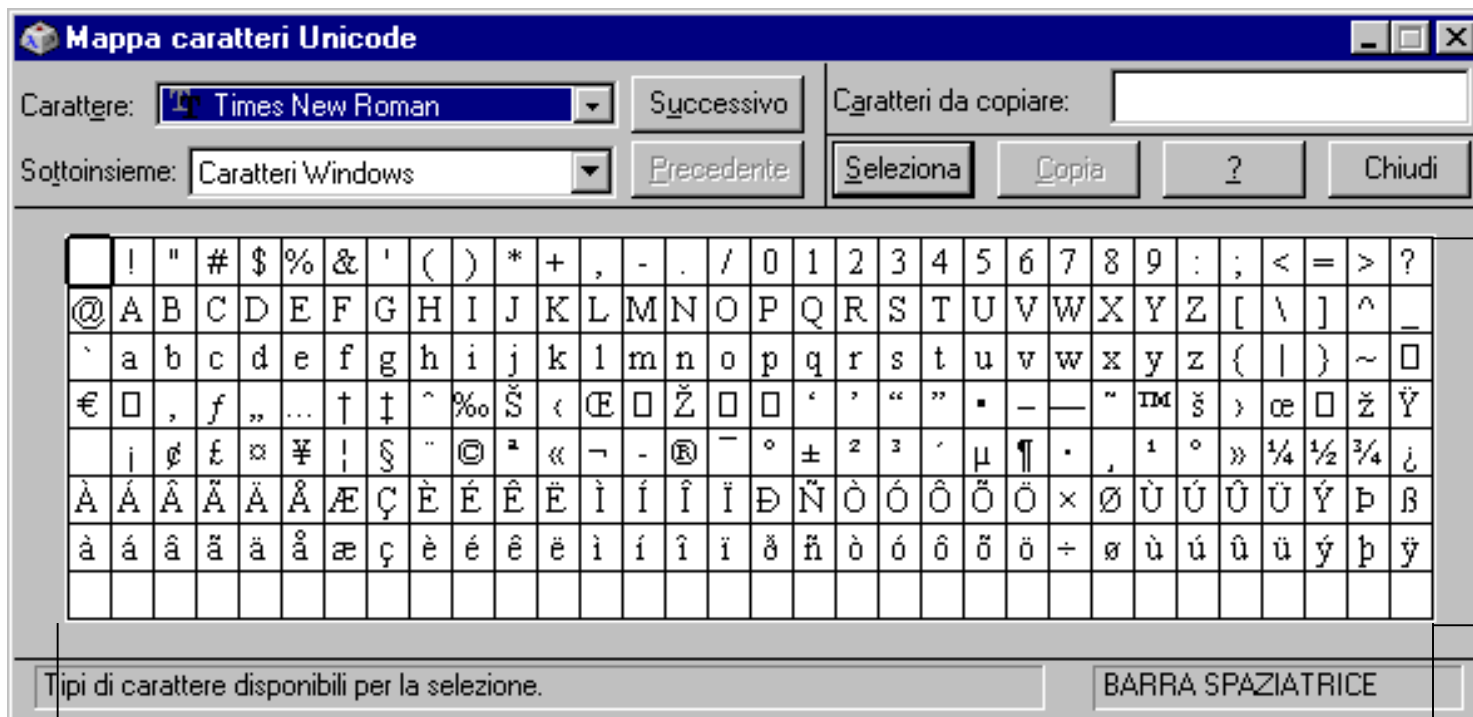 Mappa caratteri Unicode
Carattere: Times New Roman Successivo Caratteri da copiare:
Sottoinsieme: Caratteri Windows Precedente Seleziona Copia ? Chiudi
! " # $ % & ' ( ) * + , - . / 0 1 2 3 4 5 6 7 8 9 : ; < = > ?
@ A B C D E F G H I J K L M N O P Q R S T U V W X Y Z [ \ ] ^ _
` a b c d e f g h i j k l m n o p q r s t u v w x y z { | } ~ □
€ □ ‚ ƒ „ … † ‡ ˆ ‰ Š ‹ Œ □ Ž □ □ ‘ ’ “ ” • – — ˜ ™ š › œ □ ž Ÿ
¡ ¢ £ ¤ ¥ ¦ § ¨ © ª « ¬ - ® ¯ ° ± ² ³ ´ µ ¶ · ¸ ¹ º » ¼ ½ ¾ ¿
À Á Â Ã Ä Å Æ Ç È É Ê Ë Ì Í Î Ï Ð Ñ Ò Ó Ô Õ Ö × Ø Ù Ú Û Ü Ý Þ ß
à á â ã ä å æ ç è é ê ë ì í î ï ð ñ ò ó ô õ ö ÷ ø ù ú û ü ý þ ÿ
Tipi di carattere disponibili per la selezione. BARRA SPAZIATRICE